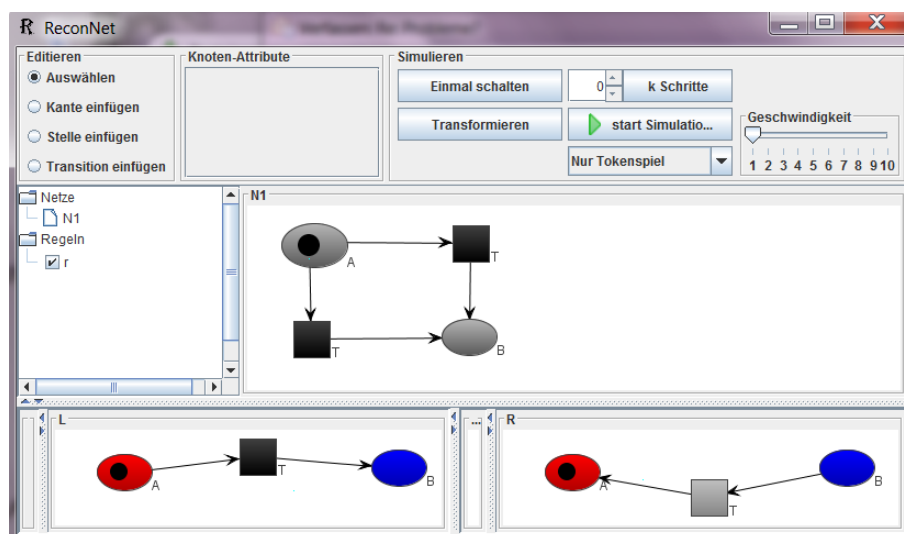 ReconNet
Editieren
Auswählen
Kante einfügen
Stelle einfügen
Transition einfügen
Knoten-Attribute
Simulieren
Einmal schalten
0
k Schritte
Transformieren
start Simulatio...
Nur Tokenspiel
Geschwindigkeit
1 2 3 4 5 6 7 8 9 10
Netze
N1
Regeln
r
N1
A
T
T
B
L
A
T
B
...
R
A
T
B